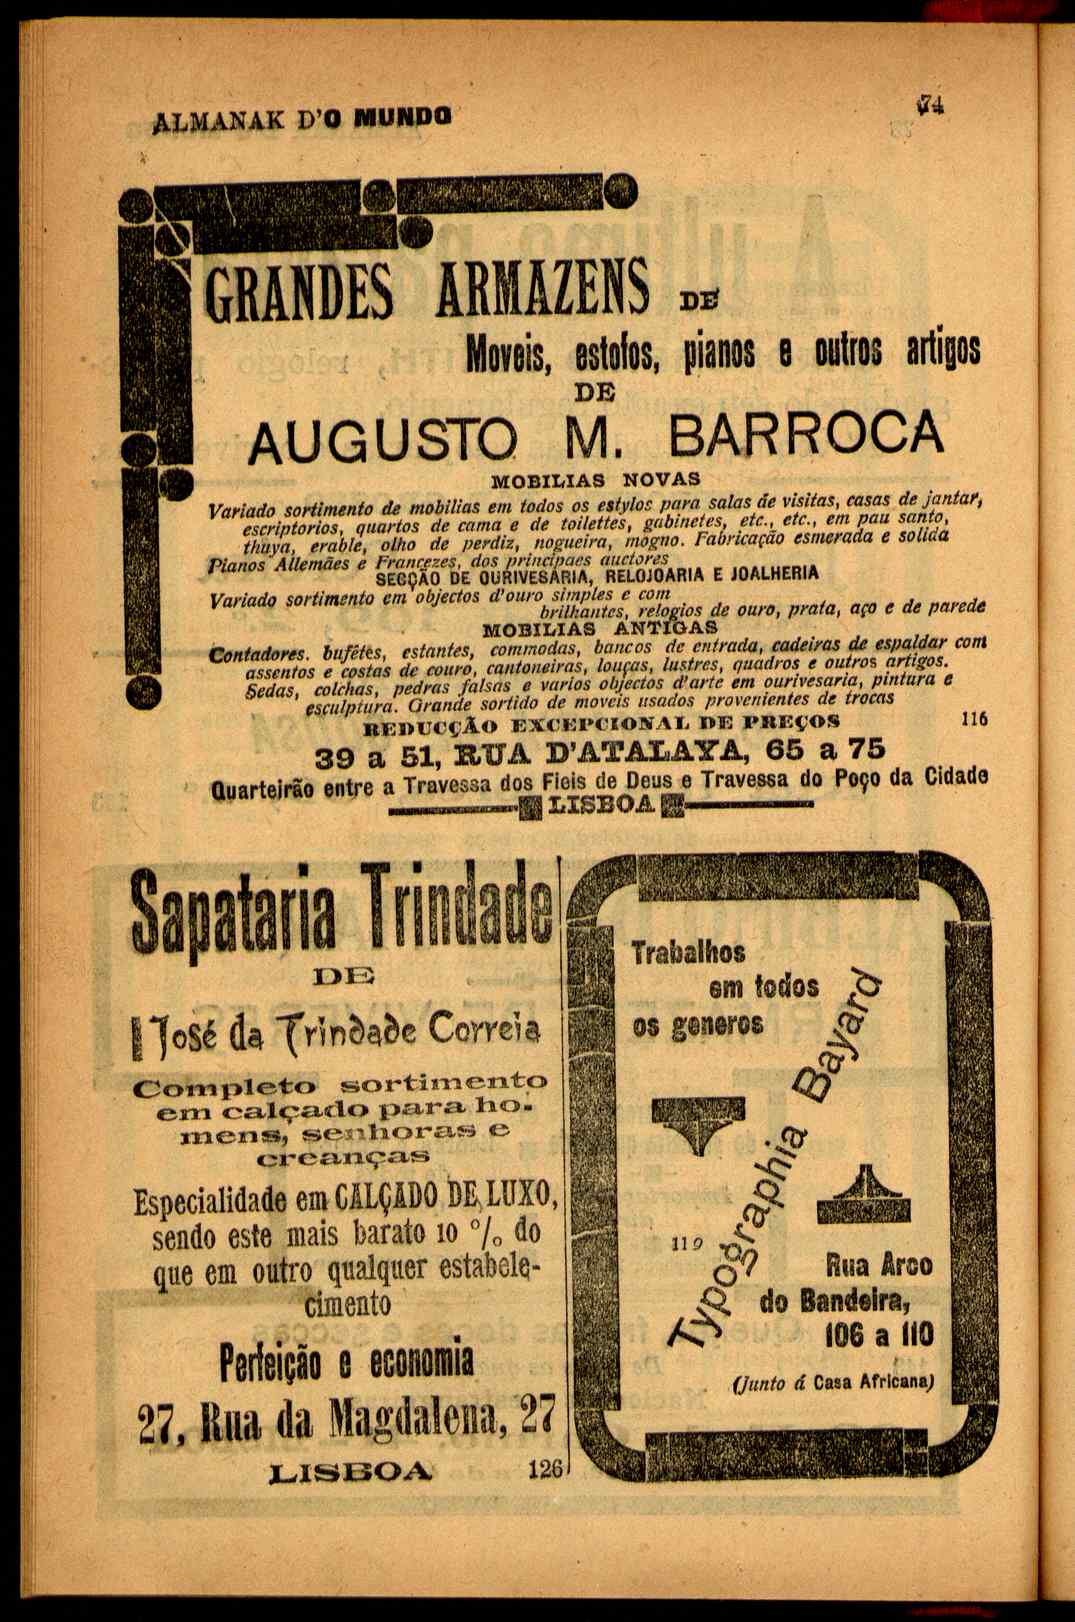 ALMANAK D'O MUNDO
74
GRANDES ARMAZENS DE
Moveis, estofos, pianos e outros artigos
DE
AUGUSTO M. BARROCA
MOBILIAS NOVAS
Variado sortimento de mobilias em todos os estylos para salas de visitas, casas de jantar,
escriptorios, quartos de cama e de toilettes, gabinetes, etc., etc., em pau santo,
thuya, erable, olho de perdiz, nogueira, mogno. Fabricação esmerada e solida
Pianos Allemães e Francezes, dos principaes auctores
SECÇÃO DE OURIVESARIA, RELOJOARIA E JOALHERIA
Variado sortimento em objectos d'ouro simples e com
brilhantes, relogios de ouro, prata, aço e de parede
MOBILIAS ANTIGAS
Contadores. bufêtes, estantes, commodas, bancos de entrada, cadeiras de espaldar com
assentos e costas de couro, cantoneiras, louças, lustres, quadros e outros artigos.
Sedas, colchas, pedras falsas e varios objectos d'arte em ourivesaria, pintura e
esculptura. Grande sortido de moveis usados provenientes de trocas
REDUCÇÃO EXCEPCIONAL DE PREÇOS 116
39 a 51, RUA D'ATALAYA, 65 a 75
Quarteirão entre a Travessa dos Fieis de Deus e Travessa do Poço da Cidade
LISBOA
Sapataria Trindade
DE
José da Trindade Correia
Completo sortimento
em calçado para ho-
mens, senhoras e
creanças
Especialidade em CALÇADO DE LUXO,
sendo este mais barato 10 % do
que em outro qualquer estabele-
cimento
Perfeição e economia
27, Rua da Magdalena, 27
LISBOA 126
Trabalhos
em todos
os generos
Typographia Bayard
119
Rua Arco
do Bandeira,
106 a 110
(Junto á Casa Africana)